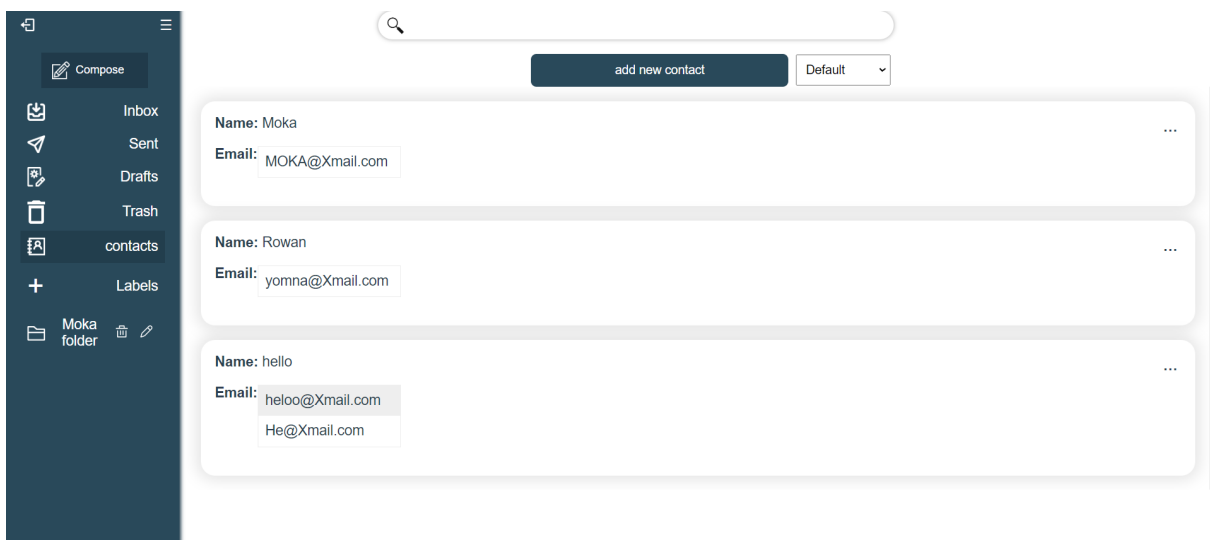 Compose
Inbox
Sent
Drafts
Trash
contacts
Labels
Moka
folder
add new contact
Default
Name: Moka
...
Email: MOKA@Xmail.com
Name: Rowan
...
Email: yomna@Xmail.com
Name: hello
...
Email: heloo@Xmail.com
He@Xmail.com